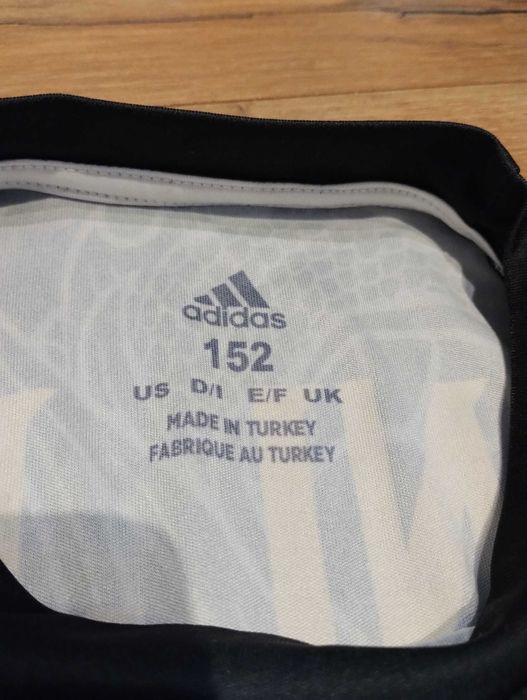 adidas
152
US D/I E/F UK
MADE IN TURKEY
FABRIQUE AU TURKEY